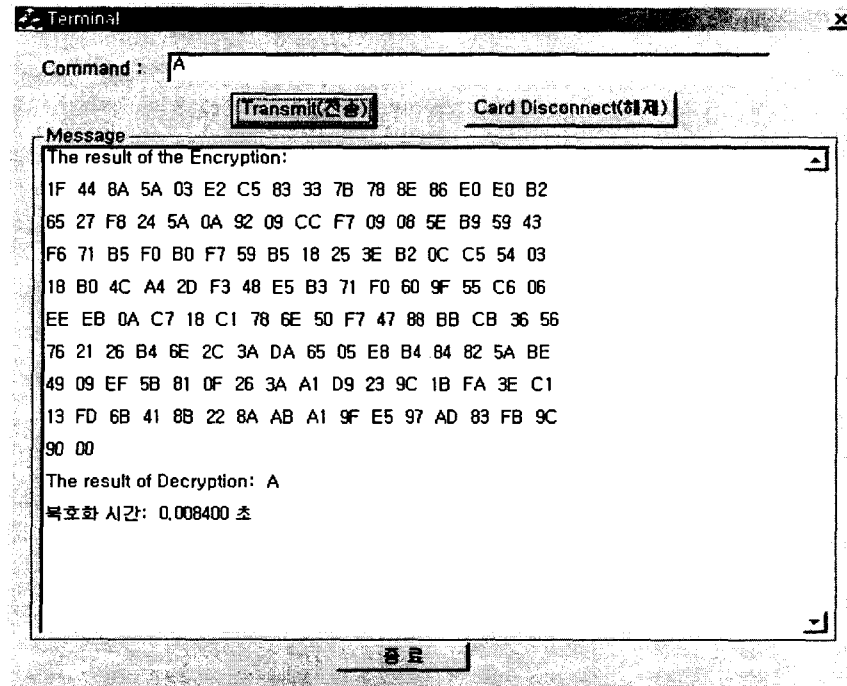 Terminal
Command : A
Transmit(전송) Card Disconnect(해제)
Message
The result of the Encryption:
1F 44 8A 5A 03 E2 C5 83 33 7B 78 8E 86 E0 E0 B2
65 27 F8 24 5A 0A 92 09 CC F7 09 08 5E B9 59 43
F6 71 B5 F0 B0 F7 59 B5 18 25 3E B2 0C C5 54 03
18 B0 4C A4 2D F3 48 E5 B3 71 F0 60 9F 55 C6 06
EE EB 0A C7 18 C1 78 6E 50 F7 47 88 BB CB 36 56
76 21 26 B4 6E 2C 3A DA 65 05 E8 B4 84 82 5A BE
49 09 EF 5B 81 0F 26 3A A1 D9 23 9C 1B FA 3E C1
13 FD 6B 41 8B 22 8A AB A1 9F E5 97 AD 83 FB 9C
90 00
The result of Decryption: A
복호화 시간: 0.008400 초
종 료